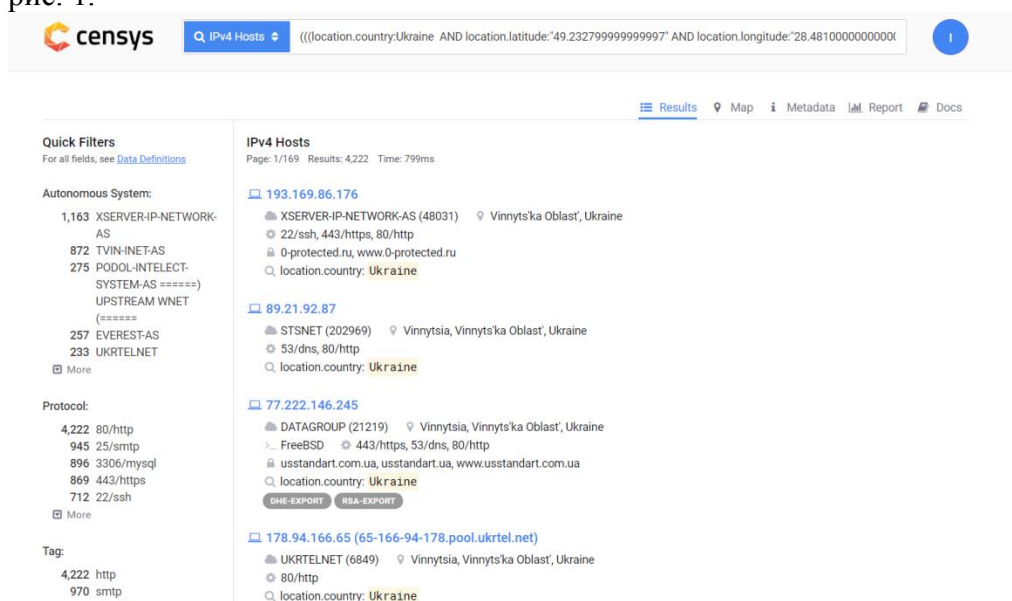 рис. 1.
censys
IPv4 Hosts
(((location.country:Ukraine AND location.latitude:"49.232799999999997" AND location.longitude:"28.481000000000000
I
Results
Map
Metadata
Report
Docs
Quick Filters
For all fields, see Data Definitions
Autonomous System:
1,163 XSERVER-IP-NETWORK-
AS
872 TVIN-INET-AS
275 PODOL-INTELECT-
SYSTEM-AS ======)
UPSTREAM WNET
(======
257 EVEREST-AS
233 UKRTELNET
More
Protocol:
4,222 80/http
945 25/smtp
896 3306/mysql
869 443/https
712 22/ssh
More
Tag:
4,222 http
970 smtp
IPv4 Hosts
Page: 1/169 Results: 4,222 Time: 799ms
193.169.86.176
XSERVER-IP-NETWORK-AS (48031) Vinnyts'ka Oblast', Ukraine
22/ssh, 443/https, 80/http
0-protected.ru, www.0-protected.ru
location.country: Ukraine
89.21.92.87
STSNET (202969) Vinnytsia, Vinnyts'ka Oblast', Ukraine
53/dns, 80/http
location.country: Ukraine
77.222.146.245
DATAGROUP (21219) Vinnytsia, Vinnyts'ka Oblast', Ukraine
FreeBSD 443/https, 53/dns, 80/http
usstandart.com.ua, usstandart.ua, www.usstandart.com.ua
location.country: Ukraine
DHE-EXPORT RSA-EXPORT
178.94.166.65 (65-166-94-178.pool.ukrtel.net)
UKRTELNET (6849) Vinnytsia, Vinnyts'ka Oblast', Ukraine
80/http
location.country: Ukraine